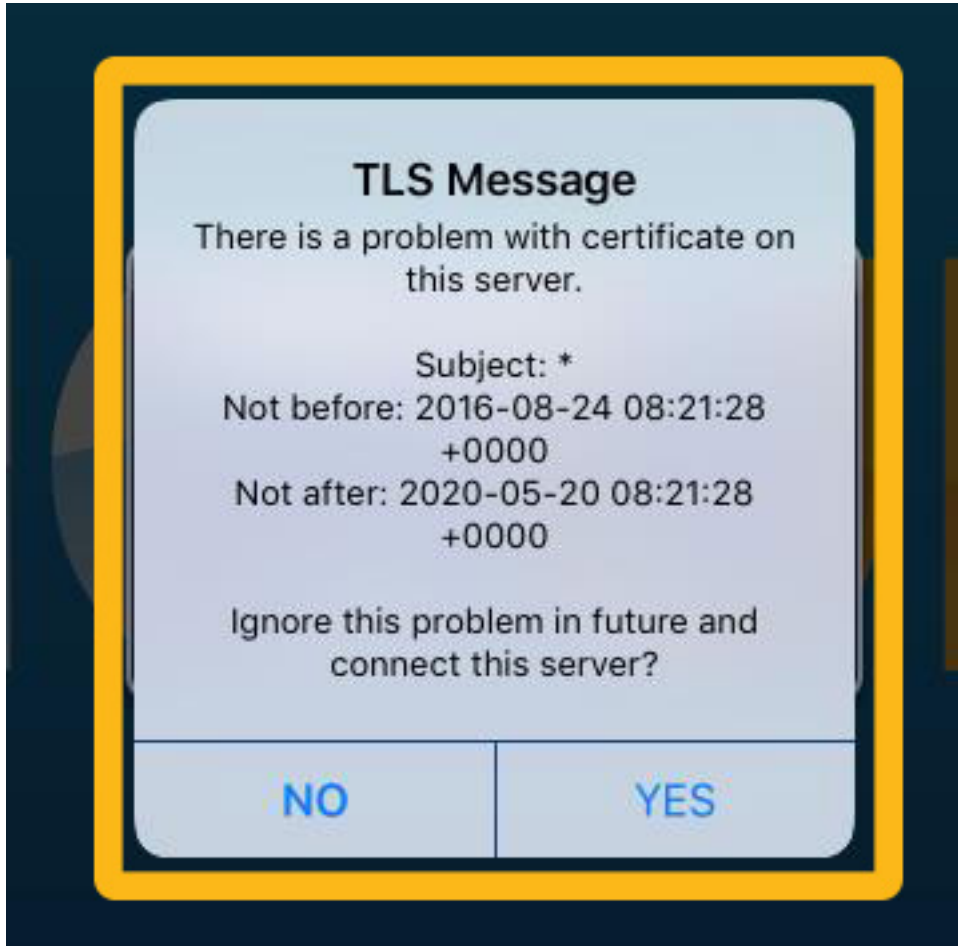 TLS Message
There is a problem with certificate on
this server.
Subject: *
Not before: 2016-08-24 08:21:28
+0000
Not after: 2020-05-20 08:21:28
+0000
Ignore this problem in future and
connect this server?
NO
YES